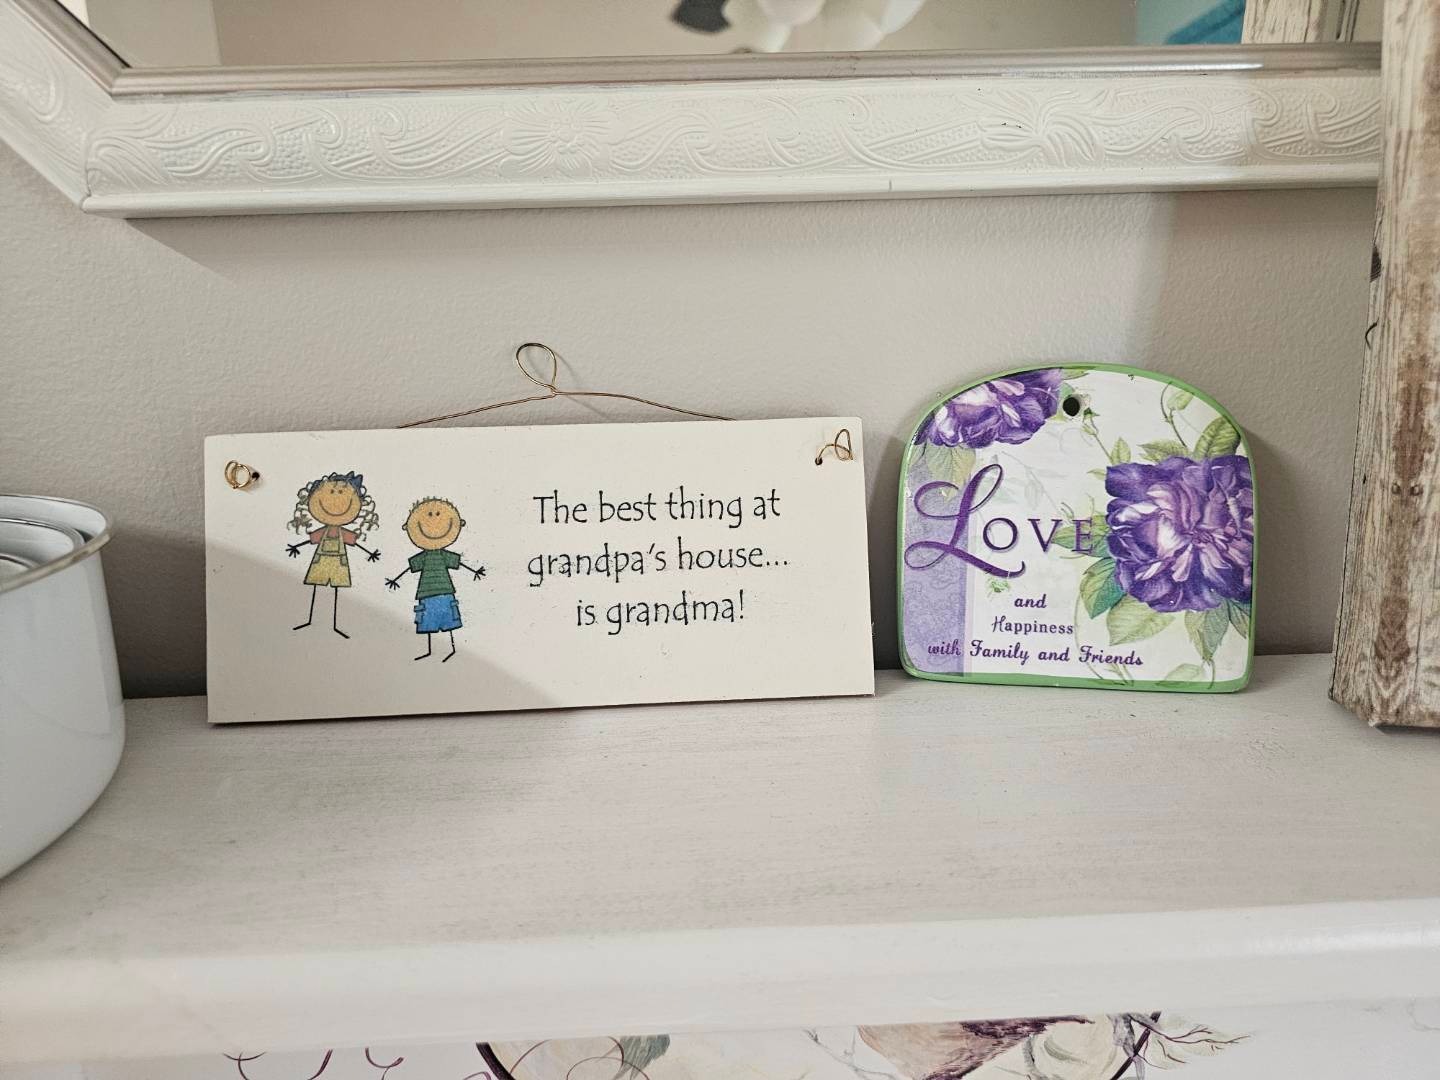 The best thing at
grandpa's house...
is grandma!
LOVE
and
Happiness
with Family and Friends